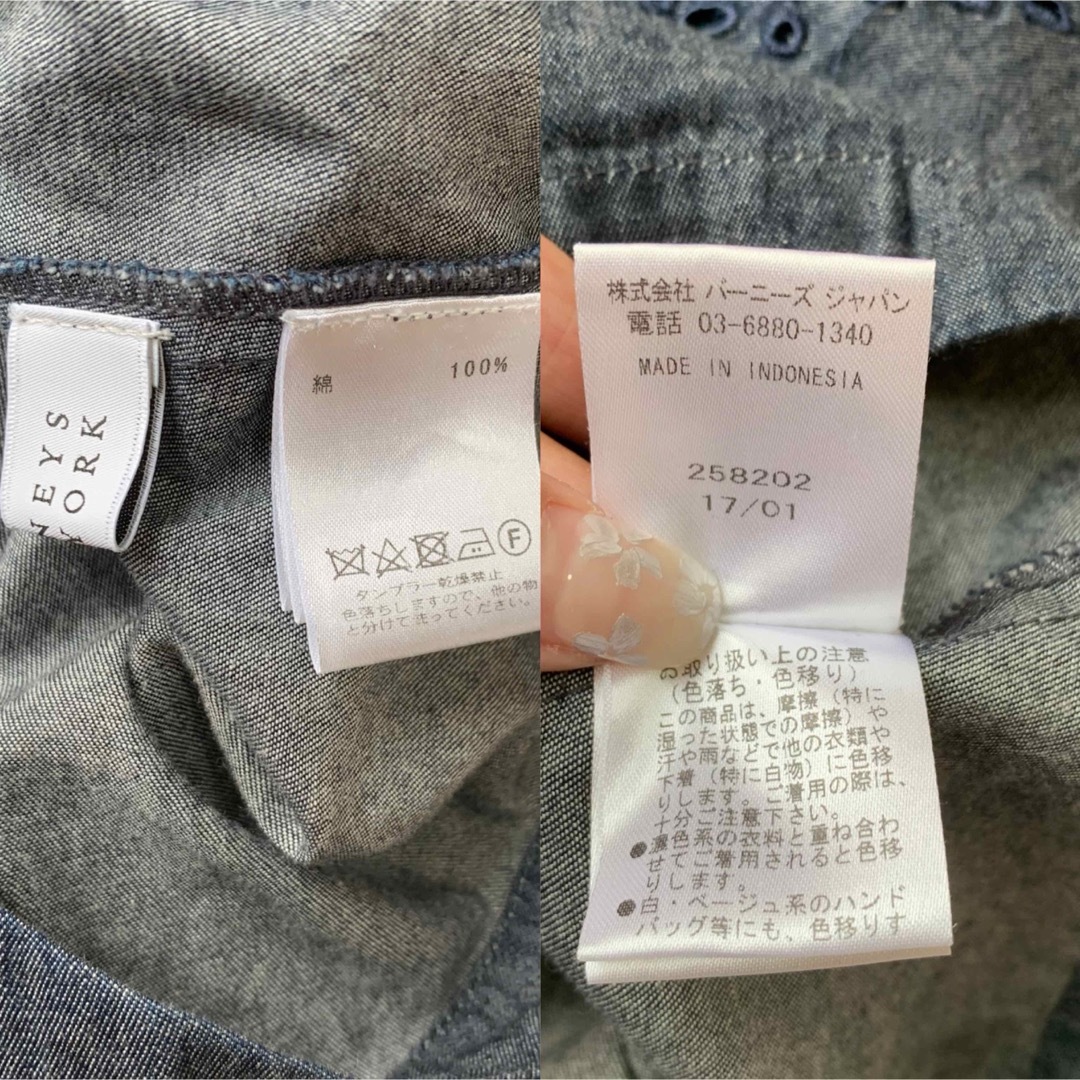 NEYS
YORK
綿 100%
F
タンブラー乾燥禁止
色落ちしますので、他の物
と分けて洗ってください。
株式会社 バーニーズ ジャパン
電話 03-6880-1340
MADE IN INDONESIA
258202
17/01
の取り扱い上の注意
(色落ち・色移り)
この商品は、摩擦(特に
湿った状態での摩擦)や
汗や雨などで他の衣類や
下着(特に白物)に色移
りします。ご着用の際は、
十分ご注意下さい。
●濃色系の衣料と重ね合わ
せてご着用されると色移
りします。
●白・ベージュ系のハンド
バッグ等にも、色移りす